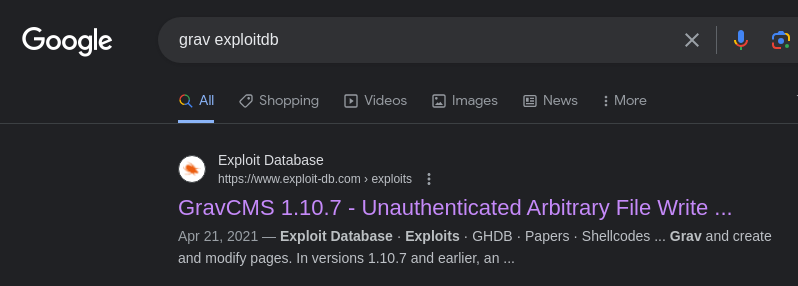 Google
grav exploitdb
All Shopping Videos Images News More
Exploit Database
https://www.exploit-db.com › exploits
GravCMS 1.10.7 - Unauthenticated Arbitrary File Write ...
Apr 21, 2021 — Exploit Database · Exploits · GHDB · Papers · Shellcodes ... Grav and create
and modify pages. In versions 1.10.7 and earlier, an ...